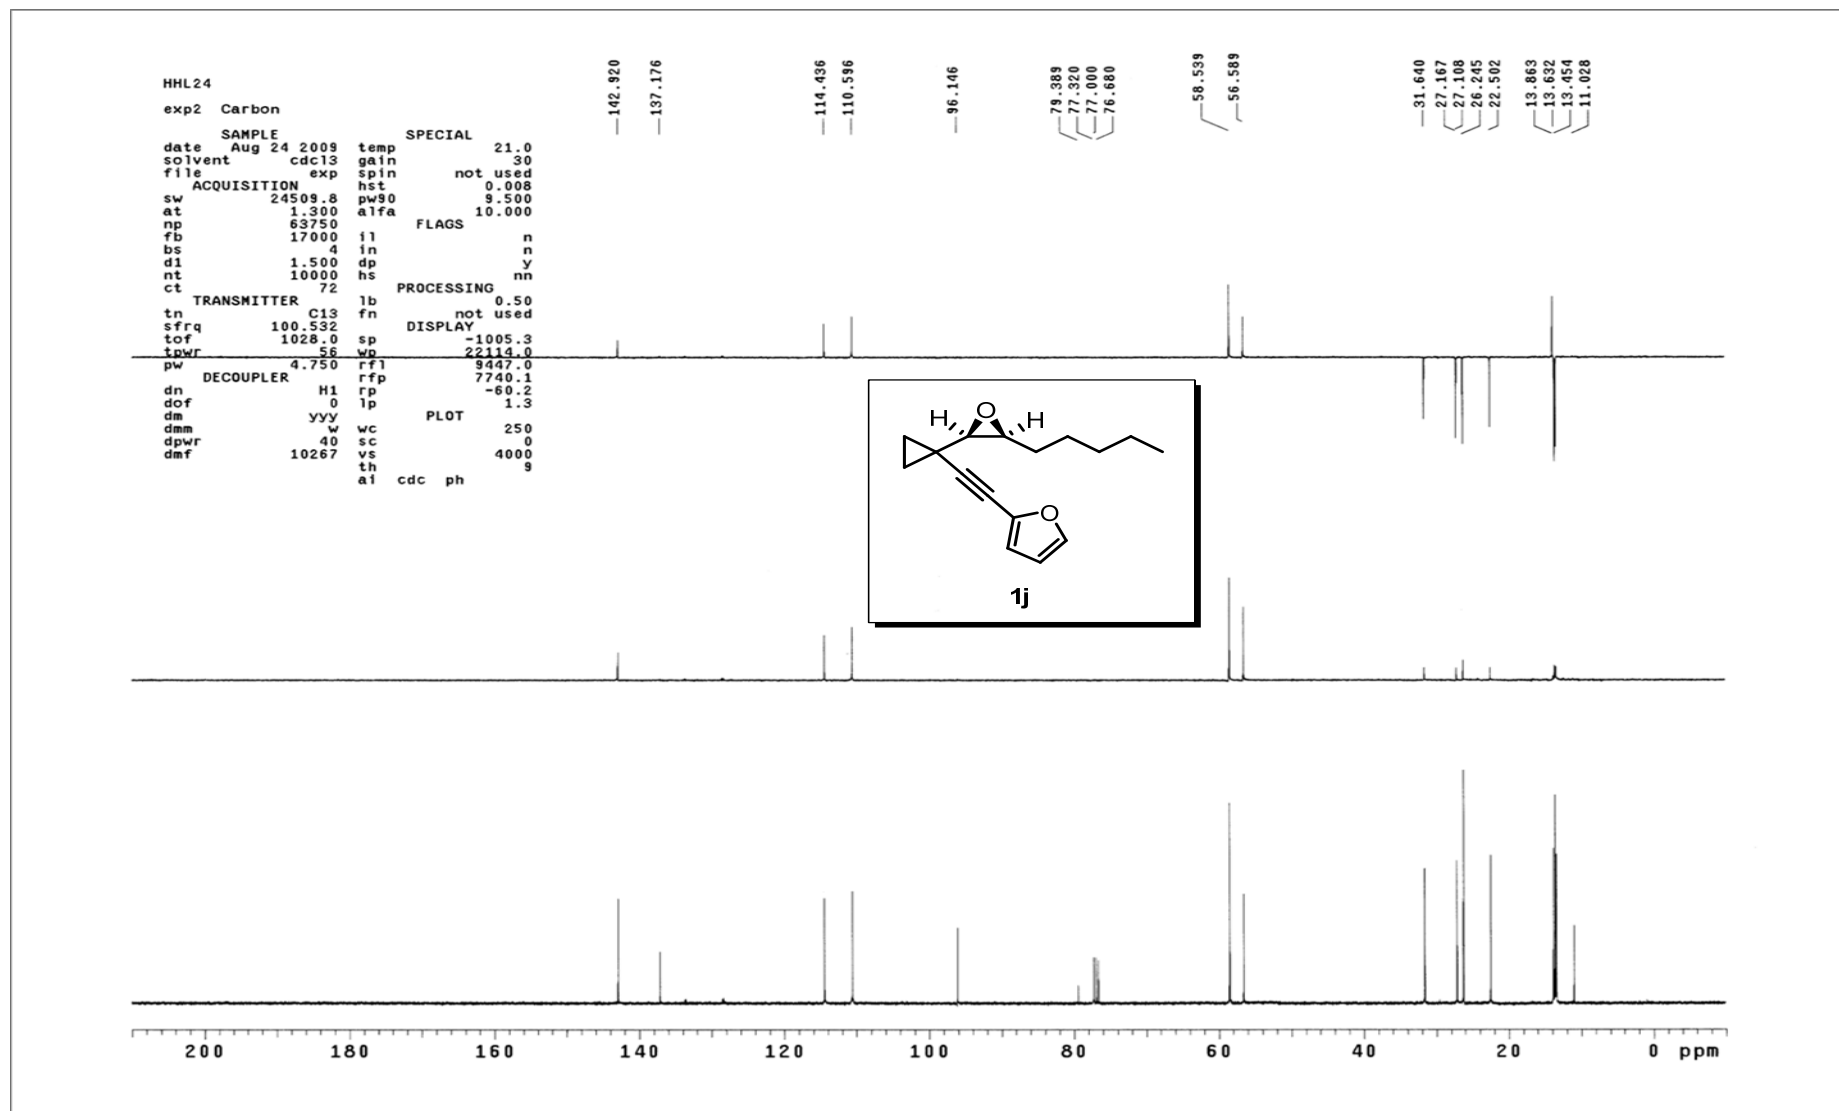 HHL24
exp2 Carbon
SAMPLE SPECIAL
date Aug 24 2009 temp 21.0
solvent cdcl3 gain 30
file exp spin not used
ACQUISITION hst 0.008
sw 24509.8 pw90 9.500
at 1.300 alfa 10.000
np 63750 FLAGS
fb 17000 il n
bs 4 in n
d1 1.500 dp y
nt 10000 hs nn
ct 72 PROCESSING
TRANSMITTER lb 0.50
tn C13 fn not used
sfrq 100.532 DISPLAY
tof 1028.0 sp -1005.3
tpwr 56 wp 22114.0
pw 4.750 rfl 9447.0
DECOUPLER rfp 7740.1
dn H1 rp -60.2
dof 0 lp 1.3
dm yyy PLOT
dmm w wc 250
dpwr 40 sc 0
dmf 10267 vs 4000
th 9
ai cdc ph
142.920
137.176
114.436
110.596
96.146
79.389
77.320
77.000
76.680
58.539
56.589
31.640
27.167
27.108
26.245
22.502
13.863
13.632
13.454
11.028
H O H
O
1j
200 180 160 140 120 100 80 60 40 20 0 ppm